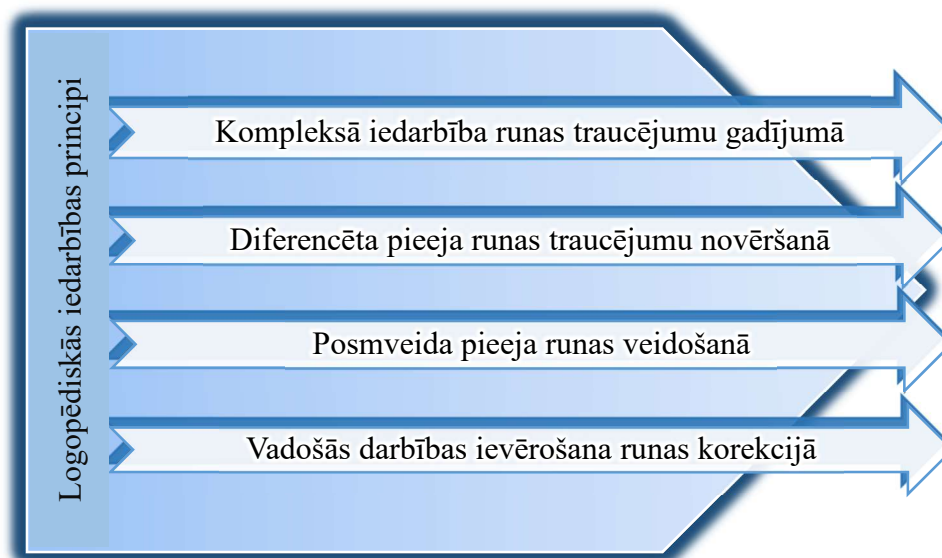 Logopēdiskās iedarbības principi
Kompleksā iedarbība runas traucējumu gadījumā
Diferencēta pieeja runas traucējumu novēršanā
Posmveida pieeja runas veidošanā
Vadošās darbības ievērošana runas korekcijā